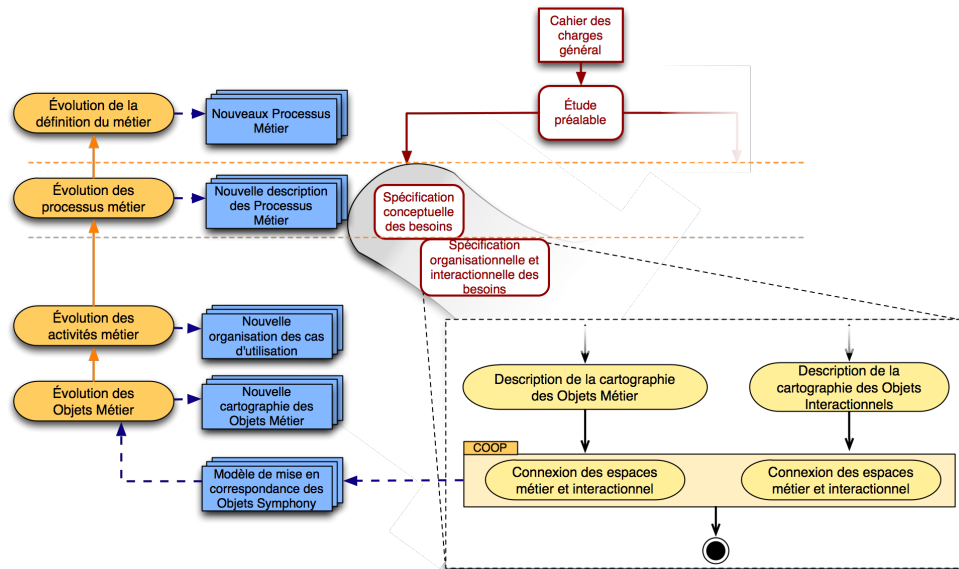 Cahier des
charges
général
Étude
préalable
Évolution de la
définition du métier
Nouveaux Processus
Métier
Évolution des
processus métier
Nouvelle description
des Processus
Métier
Spécification
conceptuelle
des besoins
Spécification
organisationnelle et
interactionnelle des
besoins
Évolution des
activités métier
Nouvelle
organisation des cas
d'utilisation
Évolution des
Objets Métier
Nouvelle
cartographie des
Objets Métier
Modèle de mise en
correspondance des
Objets Symphony
Description de la cartographie
des Objets Métier
Description de la
cartographie des Objets
Interactionnels
COOP
Connexion des espaces
métier et interactionnel
Connexion des espaces
métier et interactionnel